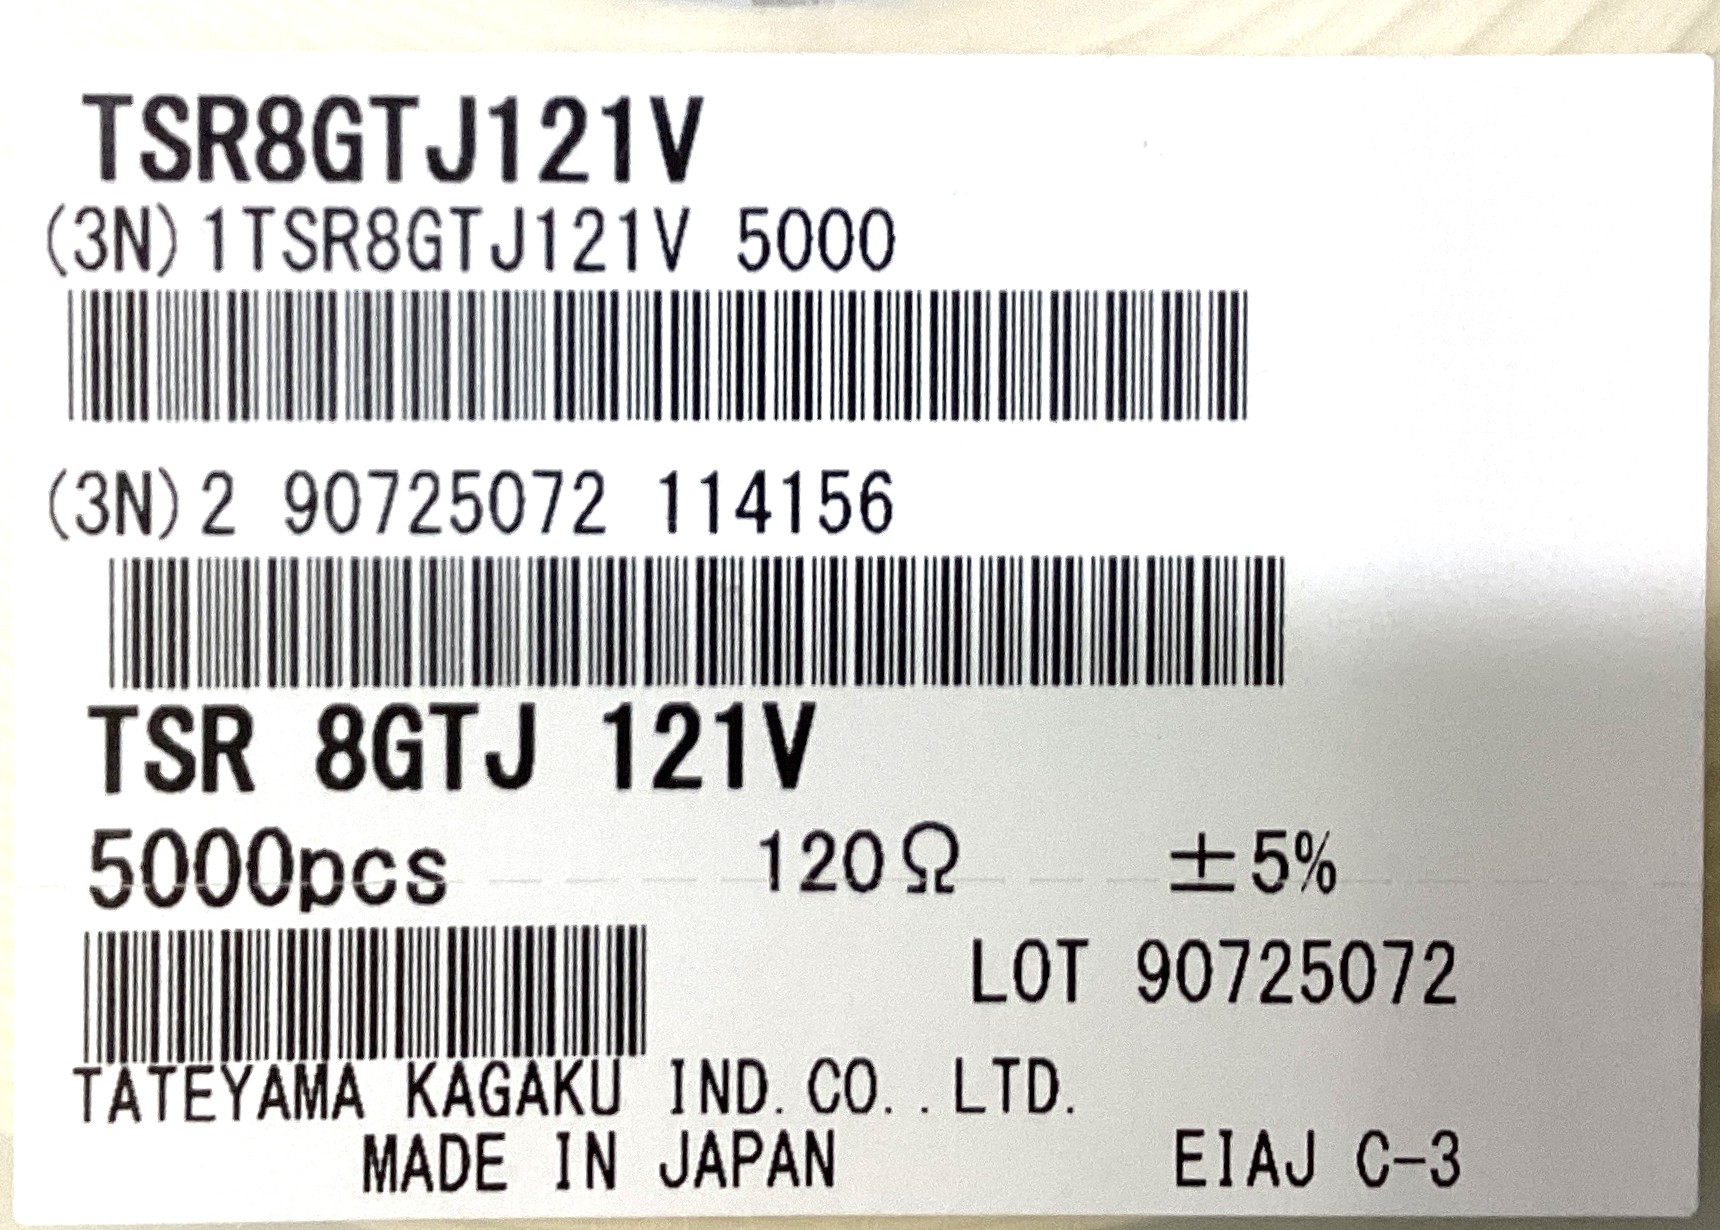 TSR8GTJ121V
(3N)1TSR8GTJ121V 5000
(3N)2 90725072 114156
TSR 8GTJ 121V
5000pcs 120Ω ±5%
LOT 90725072
TATEYAMA KAGAKU IND.CO..LTD.
MADE IN JAPAN EIAJ C-3